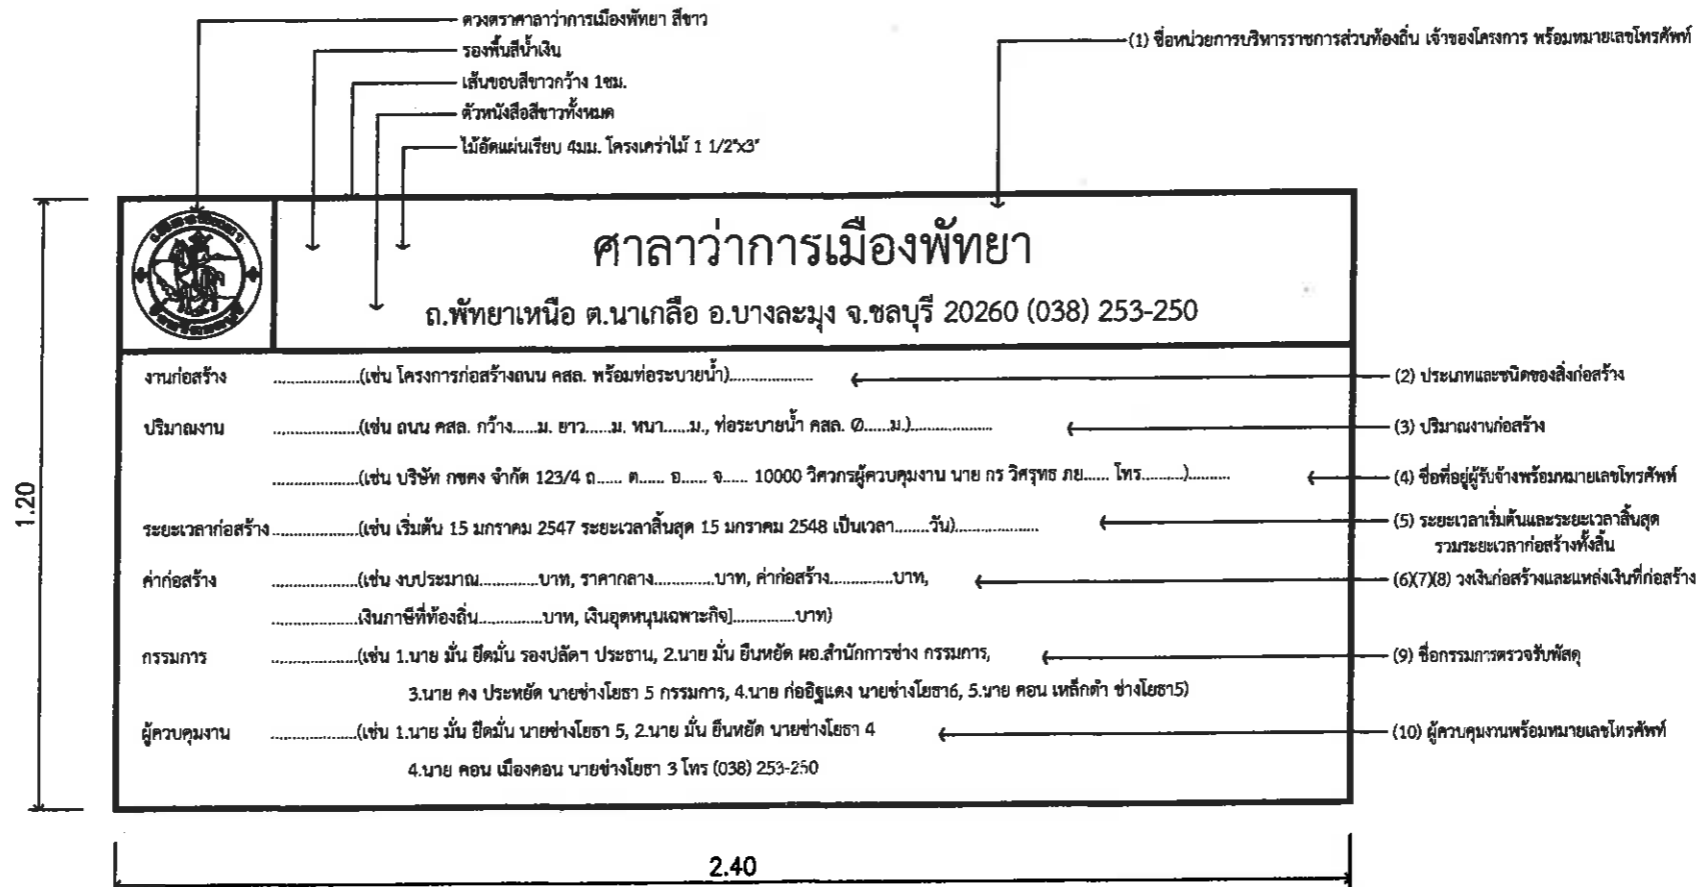 ดวงตราศาลาว่าการเมืองพัทยา สีขาว
รองพื้นสีน้ำเงิน
เส้นขอบสีขาวกว้าง 1ซม.
ตัวหนังสือสีขาวทั้งหมด
ไม้อัดแผ่นเรียบ 4มม. โครงเคร่าไม้ 1 1/2"x3"
(1) ชื่อหน่วยการบริหารราชการส่วนท้องถิ่น เจ้าของโครงการ พร้อมหมายเลขโทรศัพท์
ศาลาว่าการเมืองพัทยา
ถ.พัทยาเหนือ ต.นาเกลือ อ.บางละมุง จ.ชลบุรี 20260 (038) 253-250
งานก่อสร้าง ...................(เช่น โครงการก่อสร้างถนน คสล. พร้อมท่อระบายน้ำ)................... (2) ประเภทและชนิดของสิ่งก่อสร้าง
ปริมาณงาน ...................(เช่น ถนน คสล. กว้าง......ม. ยาว......ม. หนา......ม., ท่อระบายน้ำ คสล. Ø......ม.)................... (3) ปริมาณงานก่อสร้าง
...................(เช่น บริษัท กขคง จำกัด 123/4 ถ...... ต...... อ...... จ...... 10000 วิศวกรผู้ควบคุมงาน นาย กร วิศรุทธ ภย...... โทร.........)......... (4) ชื่อที่อยู่ผู้รับจ้างพร้อมหมายเลขโทรศัพท์
ระยะเวลาก่อสร้าง...................(เช่น เริ่มต้น 15 มกราคม 2547 ระยะเวลาสิ้นสุด 15 มกราคม 2548 เป็นเวลา........วัน)................... (5) ระยะเวลาเริ่มต้นและระยะเวลาสิ้นสุด
รวมระยะเวลาก่อสร้างทั้งสิ้น
ค่าก่อสร้าง ...................(เช่น งบประมาณ.............บาท, ราคากลาง.............บาท, ค่าก่อสร้าง..............บาท, (6)(7)(8) วงเงินก่อสร้างและแหล่งเงินที่ก่อสร้าง
...................เงินภาษีที่ท้องถิ่น..............บาท, เงินอุดหนุนเฉพาะกิจ]..............บาท)
กรรมการ ...................(เช่น 1.นาย มั่น ยึดมั่น รองปลัดฯ ประธาน, 2.นาย มั่น ยืนหยัด ผอ.สำนักการช่าง กรรมการ, (9) ชื่อกรรมการตรวจรับพัสดุ
3.นาย คง ประหยัด นายช่างโยธา 5 กรรมการ, 4.นาย ก่ออิฐแดง นายช่างโยธา6, 5.นาย คอน เหล็กดำ ช่างโยธา5)
ผู้ควบคุมงาน ...................(เช่น 1.นาย มั่น ยึดมั่น นายช่างโยธา 5, 2.นาย มั่น ยืนหยัด นายช่างโยธา 4 (10) ผู้ควบคุมงานพร้อมหมายเลขโทรศัพท์
4.นาย คอน เมืองคอน นายช่างโยธา 3 โทร (038) 253-250
1.20
2.40